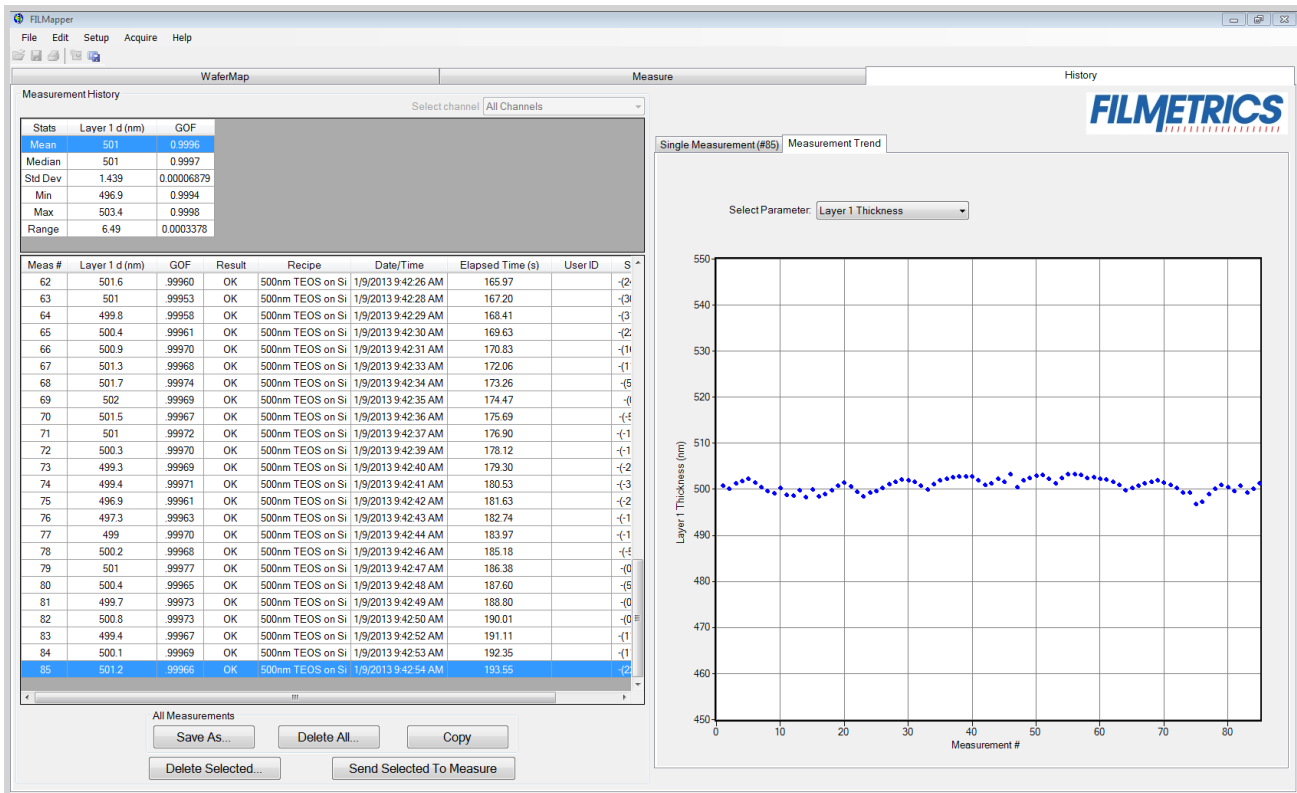 FILMapper
File Edit Setup Acquire Help
WaferMap Measure History
Measurement History
Select channel All Channels
Stats Layer 1 d (nm) GOF
Mean 501 0.9996
Median 501 0.9997
Std Dev 1.439 0.00006879
Min 496.9 0.9994
Max 503.4 0.9998
Range 6.49 0.0003378
Meas # Layer 1 d (nm) GOF Result Recipe Date/Time Elapsed Time (s) User ID S
62 501.6 .99960 OK 500nm TEOS on Si 1/9/2013 9:42:26 AM 165.97 -(2
63 501 .99953 OK 500nm TEOS on Si 1/9/2013 9:42:28 AM 167.20 -(3
64 499.8 .99958 OK 500nm TEOS on Si 1/9/2013 9:42:29 AM 168.41 -(3
65 500.4 .99961 OK 500nm TEOS on Si 1/9/2013 9:42:30 AM 169.63 -(2
66 500.9 .99970 OK 500nm TEOS on Si 1/9/2013 9:42:31 AM 170.83 -(1
67 501.3 .99968 OK 500nm TEOS on Si 1/9/2013 9:42:33 AM 172.06 -(1
68 501.7 .99974 OK 500nm TEOS on Si 1/9/2013 9:42:34 AM 173.26 -(5
69 502 .99969 OK 500nm TEOS on Si 1/9/2013 9:42:35 AM 174.47 -(
70 501.5 .99967 OK 500nm TEOS on Si 1/9/2013 9:42:36 AM 175.69 -(-5
71 501 .99972 OK 500nm TEOS on Si 1/9/2013 9:42:37 AM 176.90 -(-1
72 500.3 .99970 OK 500nm TEOS on Si 1/9/2013 9:42:39 AM 178.12 -(-1
73 499.3 .99969 OK 500nm TEOS on Si 1/9/2013 9:42:40 AM 179.30 -(-2
74 499.4 .99971 OK 500nm TEOS on Si 1/9/2013 9:42:41 AM 180.53 -(-3
75 496.9 .99961 OK 500nm TEOS on Si 1/9/2013 9:42:42 AM 181.63 -(-2
76 497.3 .99963 OK 500nm TEOS on Si 1/9/2013 9:42:43 AM 182.74 -(-1
77 499 .99970 OK 500nm TEOS on Si 1/9/2013 9:42:44 AM 183.97 -(-1
78 500.2 .99968 OK 500nm TEOS on Si 1/9/2013 9:42:46 AM 185.18 -(-5
79 501 .99977 OK 500nm TEOS on Si 1/9/2013 9:42:47 AM 186.38 -(0
80 500.4 .99965 OK 500nm TEOS on Si 1/9/2013 9:42:48 AM 187.60 -(5
81 499.7 .99973 OK 500nm TEOS on Si 1/9/2013 9:42:49 AM 188.80 -(0
82 500.8 .99973 OK 500nm TEOS on Si 1/9/2013 9:42:50 AM 190.01 -(0
83 499.4 .99967 OK 500nm TEOS on Si 1/9/2013 9:42:52 AM 191.11 -(1
84 500.1 .99969 OK 500nm TEOS on Si 1/9/2013 9:42:53 AM 192.35 -(1
85 501.2 .99966 OK 500nm TEOS on Si 1/9/2013 9:42:54 AM 193.55 -(2
All Measurements
Save As... Delete All... Copy
Delete Selected... Send Selected To Measure
FILMETRICS
Single Measurement (#85) Measurement Trend
Select Parameter: Layer 1 Thickness
Layer 1 Thickness (nm)
550
540
530
520
510
500
490
480
470
460
450
0 10 20 30 40 50 60 70 80
Measurement #